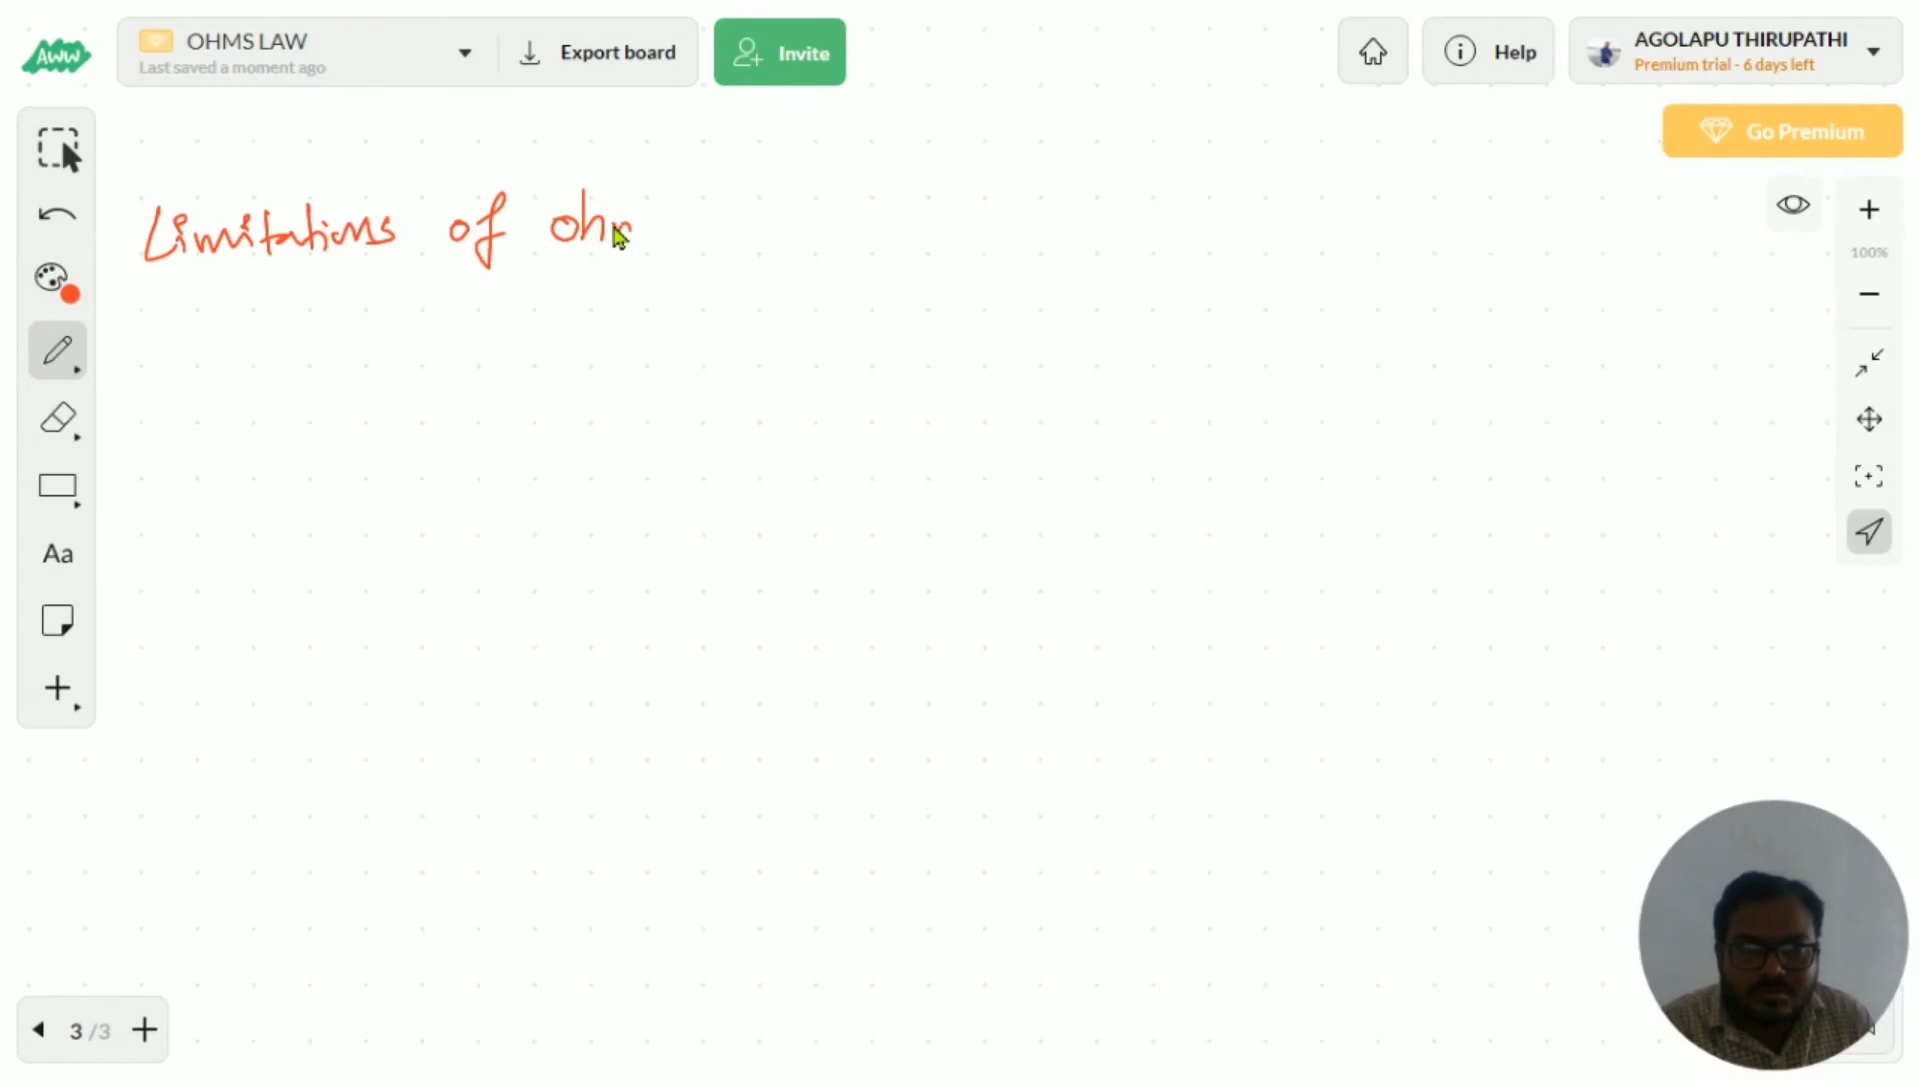 AWW
OHMS LAW
Last saved a moment ago
Export board
Invite
Help
AGOLAPU THIRUPATHI
Premium trial - 6 days left
Go Premium
Limitations of ohm
100%
Aa
3 /3